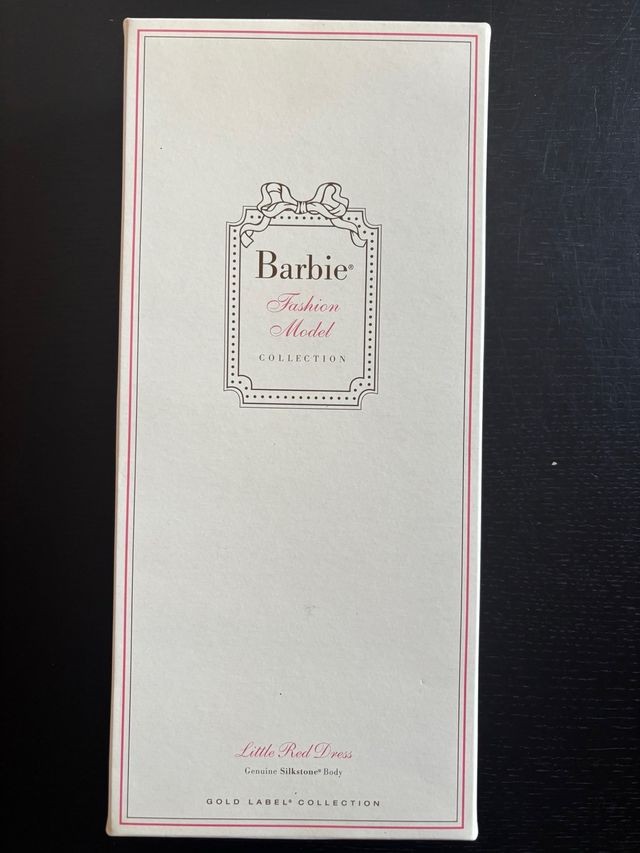 Barbie®
Fashion
Model
COLLECTION
Little Red Dress
Genuine Silkstone® Body
GOLD LABEL® COLLECTION